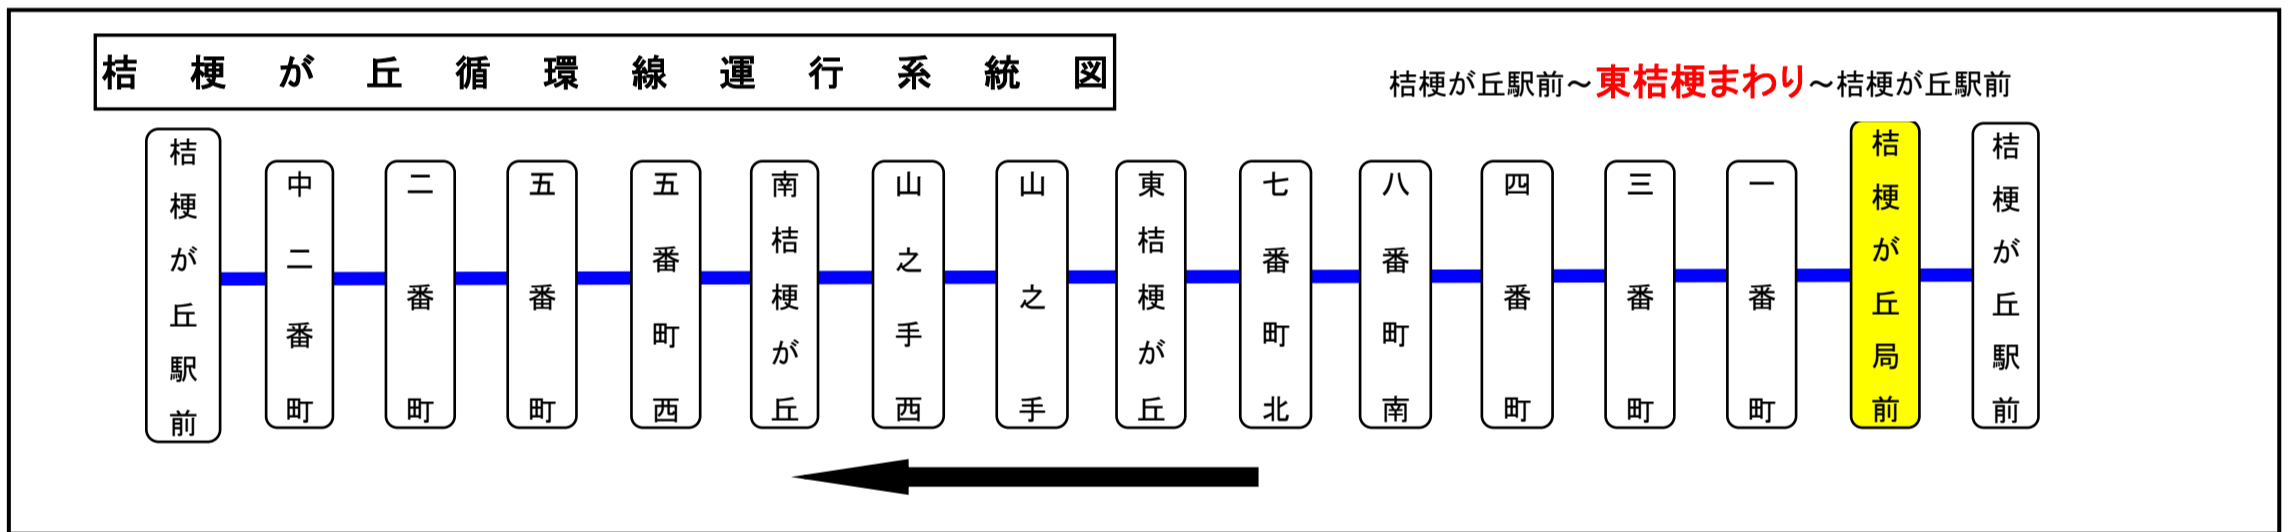 桔梗が丘循環線運行系統図
桔梗が丘駅前～東桔梗まわり～桔梗が丘駅前
桔梗が丘駅前
中二番町
二番町
五番町
五番町西
南桔梗が丘
山之手西
山之手
東桔梗が丘
七番町北
八番町南
四番町
三番町
一番町
桔梗が丘局前
桔梗が丘駅前